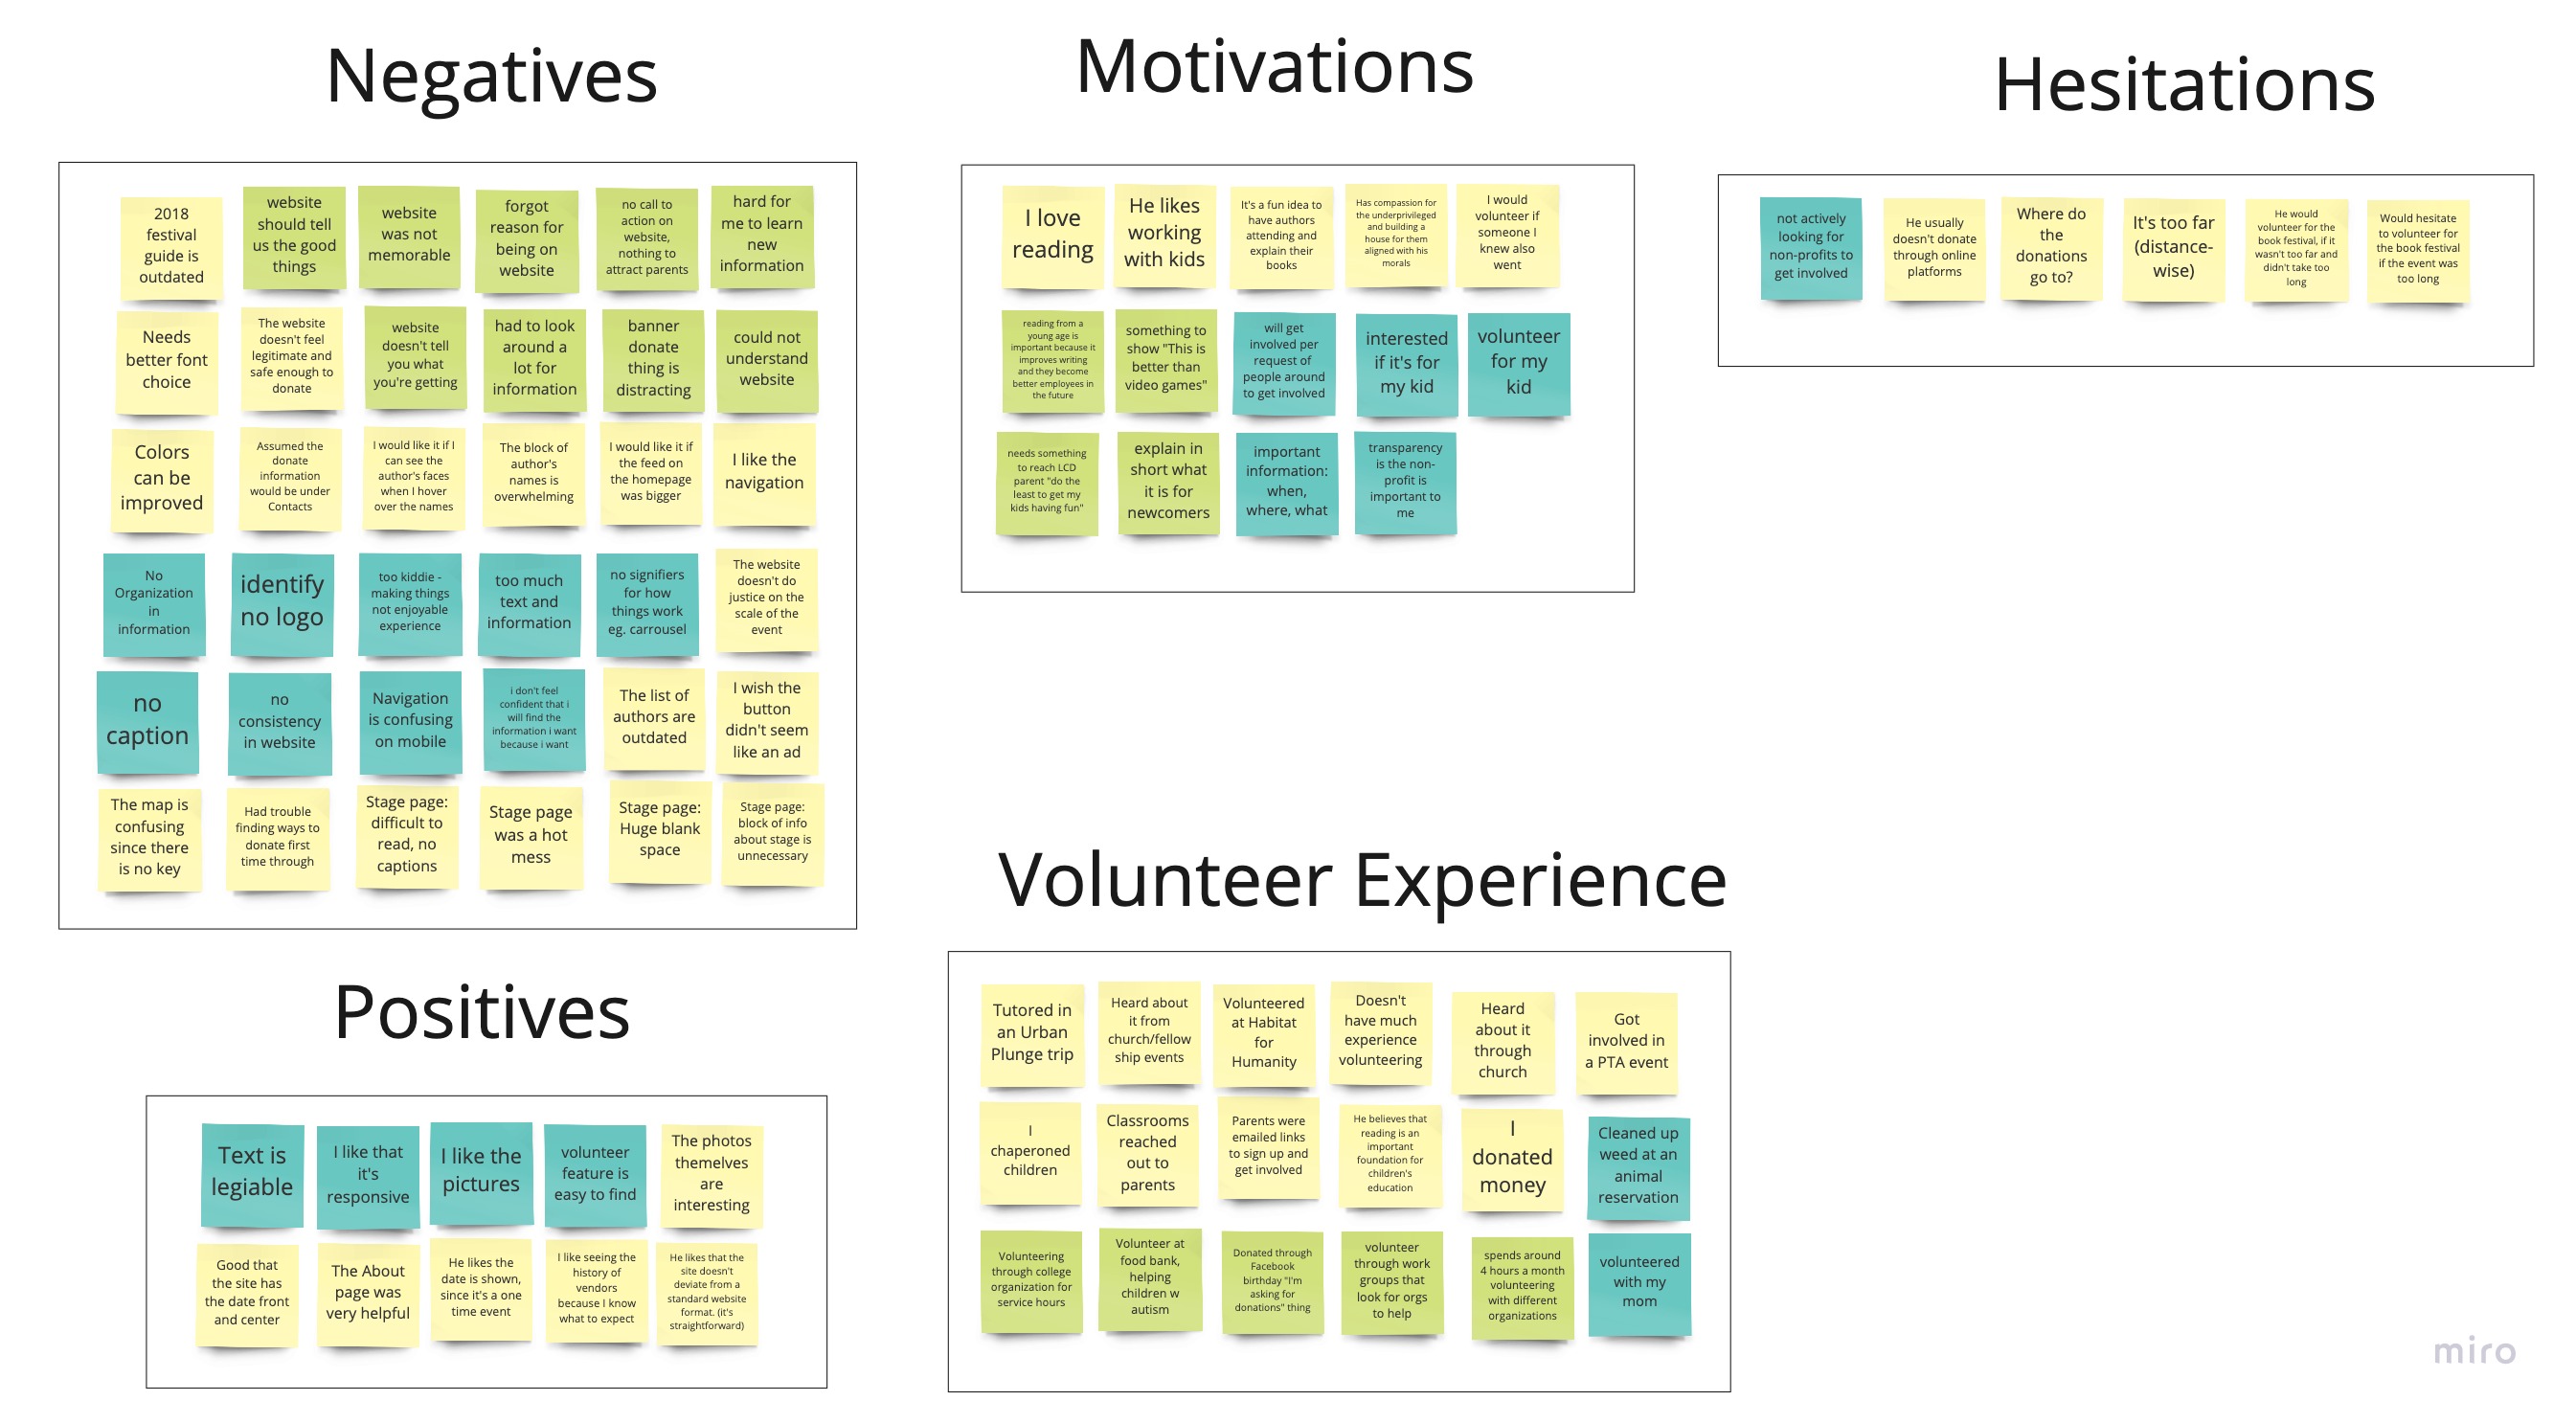 Negatives
2018
festival
guide is
outdated
website
should tell
us the good
things
website
was not
memorable
forgot
reason for
being on
website
no call to
action on
website,
nothing to
attract parents
hard for
me to learn
new
information
Needs
better font
choice
The website
doesn't feel
legitimate and
safe enough to
donate
website
doesn't tell
you what
you're getting
had to look
around a
lot for
information
banner
donate
thing is
distracting
could not
understand
website
Colors
can be
improved
Assumed the
donate
information
would be under
Contacts
I would like it if I
can see the
author's faces
when I hover
over the names
The block of
author's
names is
overwhelming
I would like it if
the feed on
the homepage
was bigger
I like the
navigation
No
Organization
in
information
identify
no logo
too kiddie -
making things
not enjoyable
experience
too much
text and
information
no signifiers
for how
things work
eg. carrousel
The website
doesn't do
justice on the
scale of the
event
no
caption
no
consistency
in website
Navigation
is confusing
on mobile
i don't feel
confident that i
will find the
information i want
because i want
The list of
authors are
outdated
I wish the
button
didn't seem
like an ad
The map is
confusing
since there
is no key
Had trouble
finding ways to
donate first
time through
Stage page:
difficult to
read, no
captions
Stage page
was a hot
mess
Stage page:
Huge blank
space
Stage page:
block of info
about stage is
unnecessary
Motivations
I love
reading
He likes
working
with kids
It's a fun idea to
have authors
attending and
explain their
books
Has compassion for
the underprivileged
and building a
house for them
aligned with his
morals
I would
volunteer if
someone I
knew also
went
reading from a
young age is
important because it
improves writing
and they become
better employees in
the future
something to
show "This is
better than
video games"
will get
involved per
request of
people around
to get involved
interested
if it's for
my kid
volunteer
for my
kid
needs something
to reach LCD
parent "do the
least to get my
kids having fun"
explain in
short what
it is for
newcomers
important
information:
when,
where, what
transparency
is the non-
profit is
important to
me
Hesitations
not actively
looking for
non-profits to
get involved
He usually
doesn't donate
through online
platforms
Where do
the
donations
go to?
It's too far
(distance-
wise)
He would
volunteer for the
book festival, if it
wasn't too far and
didn't take too
long
Would hesitate
to volunteer for
the book festival
if the event was
too long
Positives
Text is
legiable
I like that
it's
responsive
I like the
pictures
volunteer
feature is
easy to find
The photos
themelves
are
interesting
Good that
the site has
the date front
and center
The About
page was
very helpful
He likes the
date is shown,
since it's a one
time event
I like seeing the
history of
vendors
because I know
what to expect
He likes that the
site doesn't
deviate from a
standard website
format. (it's
straightforward)
Volunteer Experience
Tutored in
an Urban
Plunge trip
Heard about
it from
church/fellow
ship events
Volunteered
at Habitat
for
Humanity
Doesn't
have much
experience
volunteering
Heard
about it
through
church
Got
involved in
a PTA event
I
chaperoned
children
Classrooms
reached
out to
parents
Parents were
emailed links
to sign up and
get involved
He believes that
reading is an
important
foundation for
children's
education
I
donated
money
Cleaned up
weed at an
animal
reservation
Volunteering
through college
organization for
service hours
Volunteer at
food bank,
helping
children w
autism
Donated through
Facebook
birthday "I'm
asking for
donations" thing
volunteer
through work
groups that
look for orgs
to help
spends around
4 hours a month
volunteering
with different
organizations
volunteered
with my
mom
miro